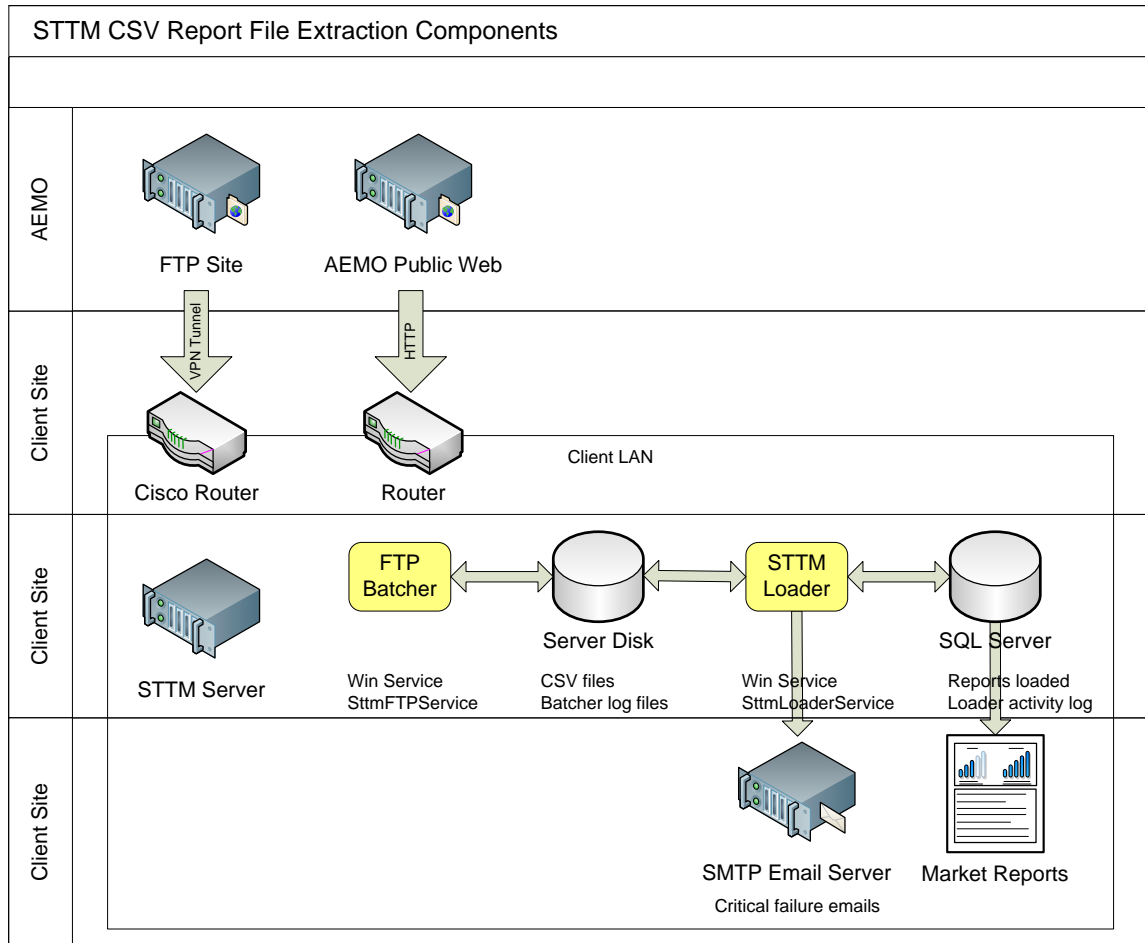 STTM CSV Report File Extraction Components
AEMO
FTP Site
AEMO Public Web
VPN Tunnel
HTTP
Client Site
Client LAN
Cisco Router
Router
Client Site
FTP
Batcher
STTM
Loader
Server Disk
SQL Server
STTM Server
Win Service
SttmFTPService
CSV files
Batcher log files
Win Service
SttmLoaderService
Reports loaded
Loader activity log
Client Site
SMTP Email Server
Critical failure emails
Market Reports